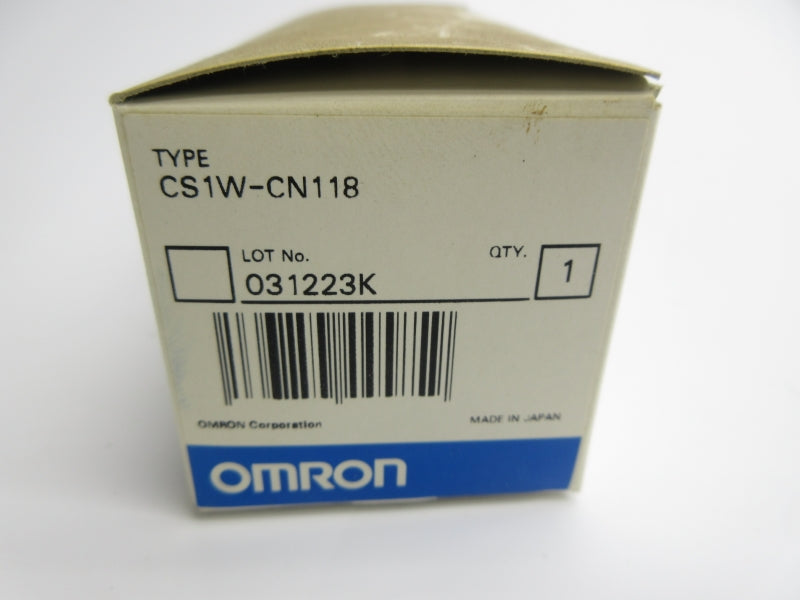 TYPE
CS1W-CN118
LOT No.
QTY.
031223K
1
OMRON Corporation
MADE IN JAPAN
OMRON